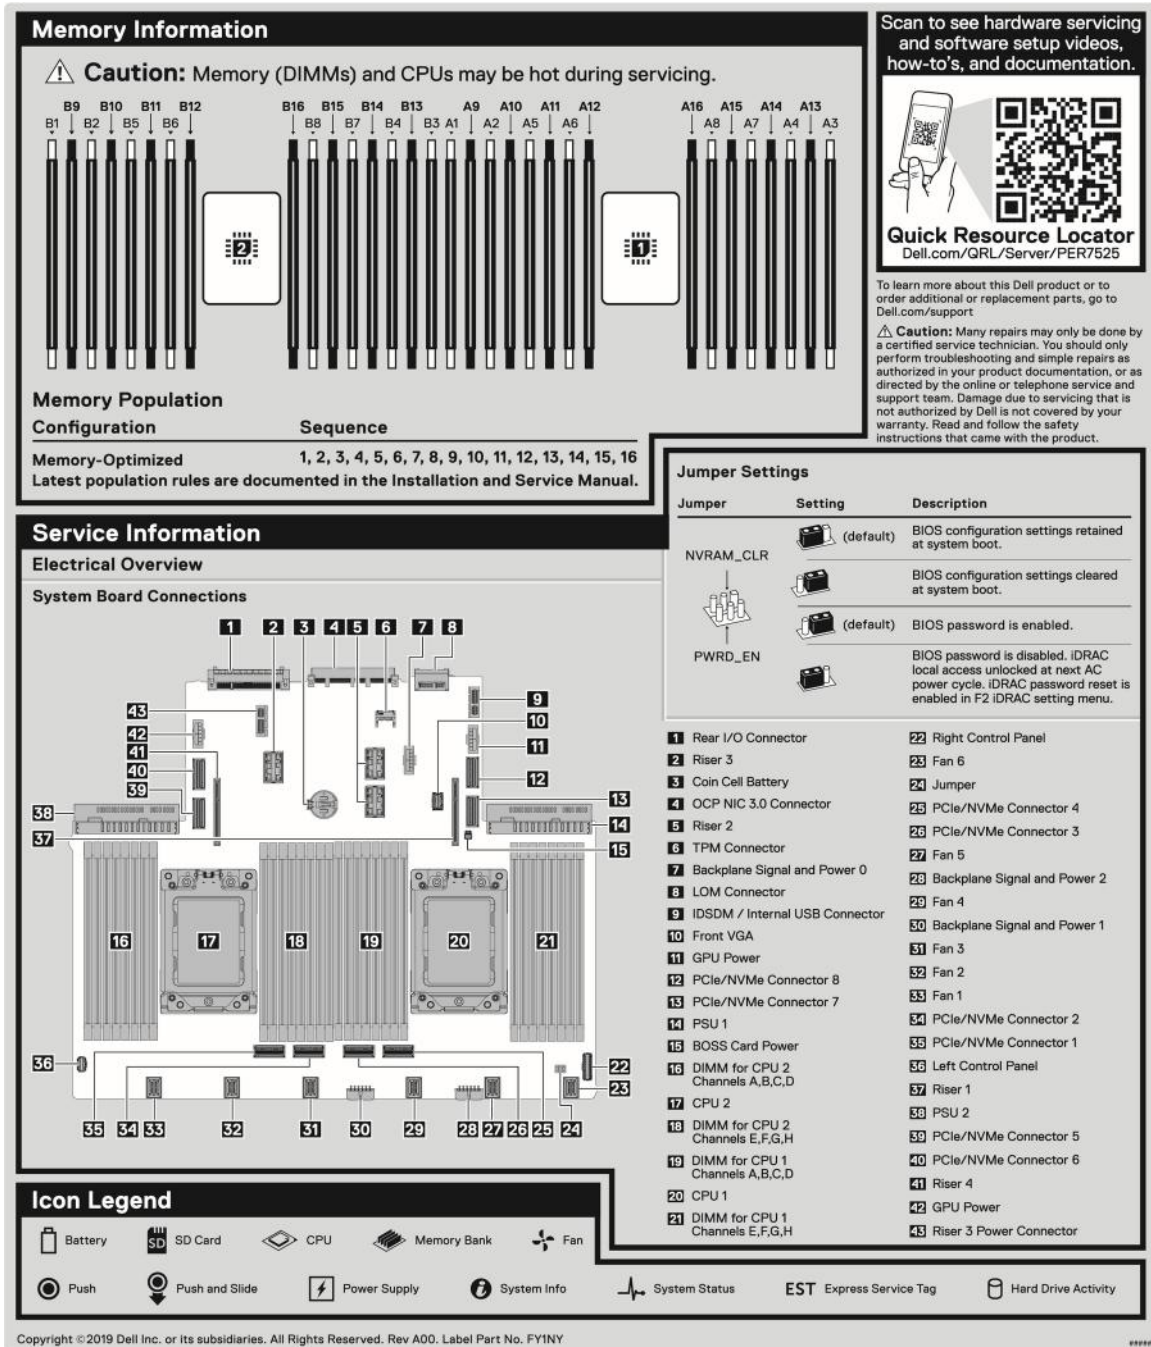 Memory Information
Caution: Memory (DIMMs) and CPUs may be hot during servicing.
B9 B10 B11 B12 B16 B15 B14 B13 A9 A10 A11 A12 A16 A15 A14 A13
B1 B2 B5 B6 B8 B7 B4 B3 A1 A2 A5 A6 A8 A7 A4 A3
2
1
Memory Population
Configuration Sequence
Memory-Optimized 1, 2, 3, 4, 5, 6, 7, 8, 9, 10, 11, 12, 13, 14, 15, 16
Latest population rules are documented in the Installation and Service Manual.
Scan to see hardware servicing
and software setup videos,
how-to's, and documentation.
Quick Resource Locator
Dell.com/QRL/Server/PER7525
To learn more about this Dell product or to
order additional or replacement parts, go to
Dell.com/support
Caution: Many repairs may only be done by
a certified service technician. You should only
perform troubleshooting and simple repairs as
authorized in your product documentation, or as
directed by the online or telephone service and
support team. Damage due to servicing that is
not authorized by Dell is not covered by your
warranty. Read and follow the safety
instructions that came with the product.
Service Information
Electrical Overview
System Board Connections
1 2 3 4 5 6 7 8
9
10
11
12
13
14
15
43
42
41
40
39
38
37
16 17 18 19 20 21
36
22
23
35 34 33 32 31 30 29 28 27 26 25 24
Jumper Settings
Jumper Setting Description
NVRAM_CLR
PWRD_EN
(default) BIOS configuration settings retained
at system boot.
BIOS configuration settings cleared
at system boot.
(default) BIOS password is enabled.
BIOS password is disabled. iDRAC
local access unlocked at next AC
power cycle. iDRAC password reset is
enabled in F2 iDRAC setting menu.
1 Rear I/O Connector
2 Riser 3
3 Coin Cell Battery
4 OCP NIC 3.0 Connector
5 Riser 2
6 TPM Connector
7 Backplane Signal and Power 0
8 LOM Connector
9 IDSDM / Internal USB Connector
10 Front VGA
11 GPU Power
12 PCIe/NVMe Connector 8
13 PCIe/NVMe Connector 7
14 PSU 1
15 BOSS Card Power
16 DIMM for CPU 2
Channels A,B,C,D
17 CPU 2
18 DIMM for CPU 2
Channels E,F,G,H
19 DIMM for CPU 1
Channels A,B,C,D
20 CPU 1
21 DIMM for CPU 1
Channels E,F,G,H
22 Right Control Panel
23 Fan 6
24 Jumper
25 PCIe/NVMe Connector 4
26 PCIe/NVMe Connector 3
27 Fan 5
28 Backplane Signal and Power 2
29 Fan 4
30 Backplane Signal and Power 1
31 Fan 3
32 Fan 2
33 Fan 1
34 PCIe/NVMe Connector 2
35 PCIe/NVMe Connector 1
36 Left Control Panel
37 Riser 1
38 PSU 2
39 PCIe/NVMe Connector 5
40 PCIe/NVMe Connector 6
41 Riser 4
42 GPU Power
43 Riser 3 Power Connector
Icon Legend
Battery SD SD Card CPU Memory Bank Fan
Push Push and Slide Power Supply System Info System Status EST Express Service Tag Hard Drive Activity
Copyright ©2019 Dell Inc. or its subsidiaries. All Rights Reserved. Rev A00. Label Part No. FY1NY
#####